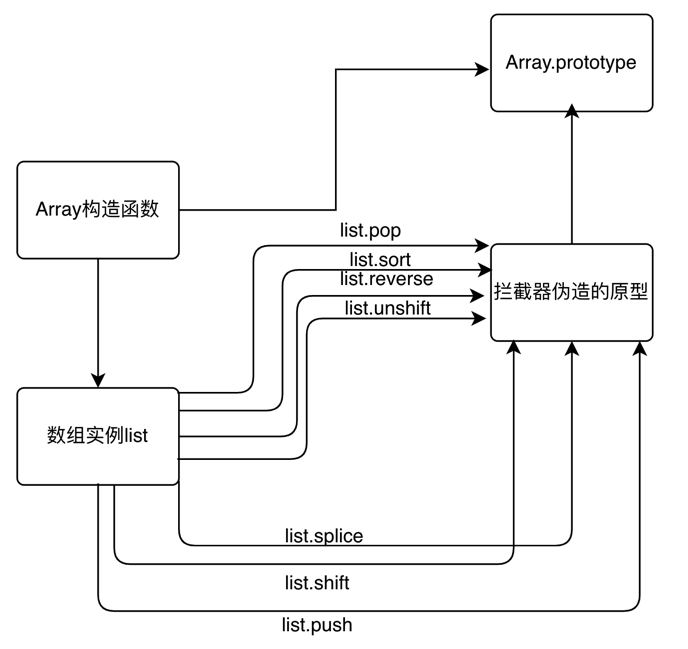 Array.prototype
Array构造函数
list.pop
list.sort
list.reverse
拦截器伪造的原型
list.unshift
数组实例list
list.splice
list.shift
list.push